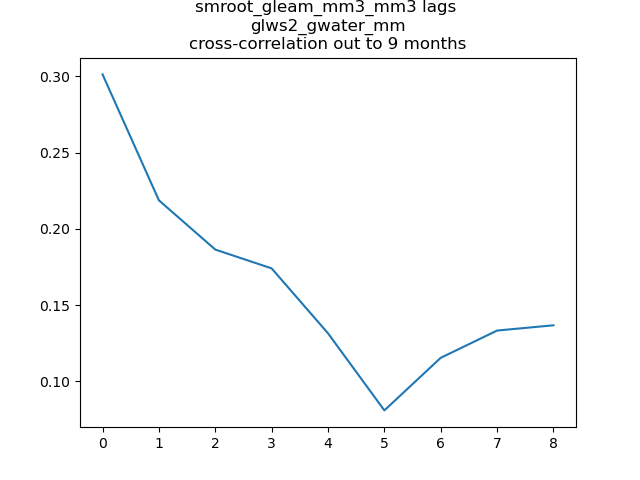 smroot_gleam_mm3_mm3 lags
glws2_gwater_mm
cross-correlation out to 9 months
0.30
0.25
0.20
0.15
0.10
0 1 2 3 4 5 6 7 8